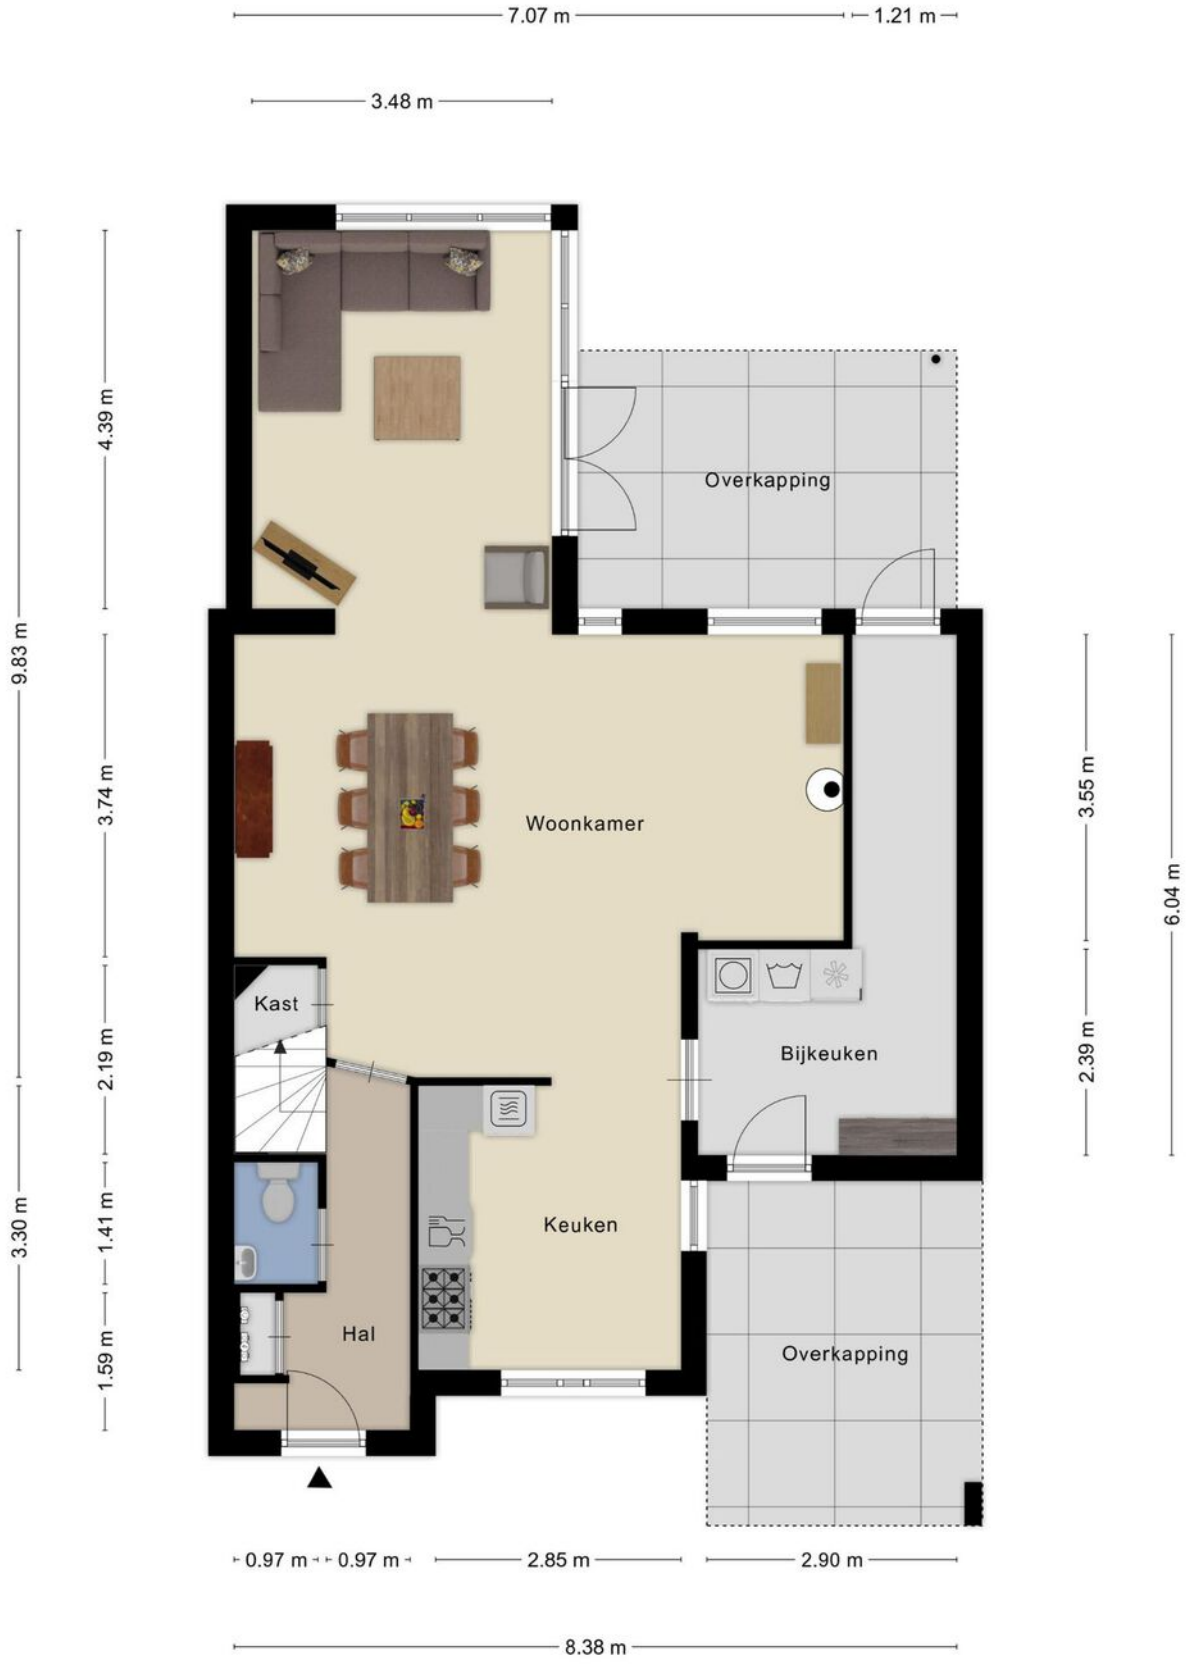 7.07 m
1.21 m
3.48 m
9.83 m
4.39 m
Overkapping
3.74 m
Woonkamer
3.55 m
6.04 m
Kast
2.19 m
Bijkeuken
2.39 m
3.30 m
1.41 m
Keuken
Hal
1.59 m
Overkapping
0.97 m
0.97 m
2.85 m
2.90 m
8.38 m